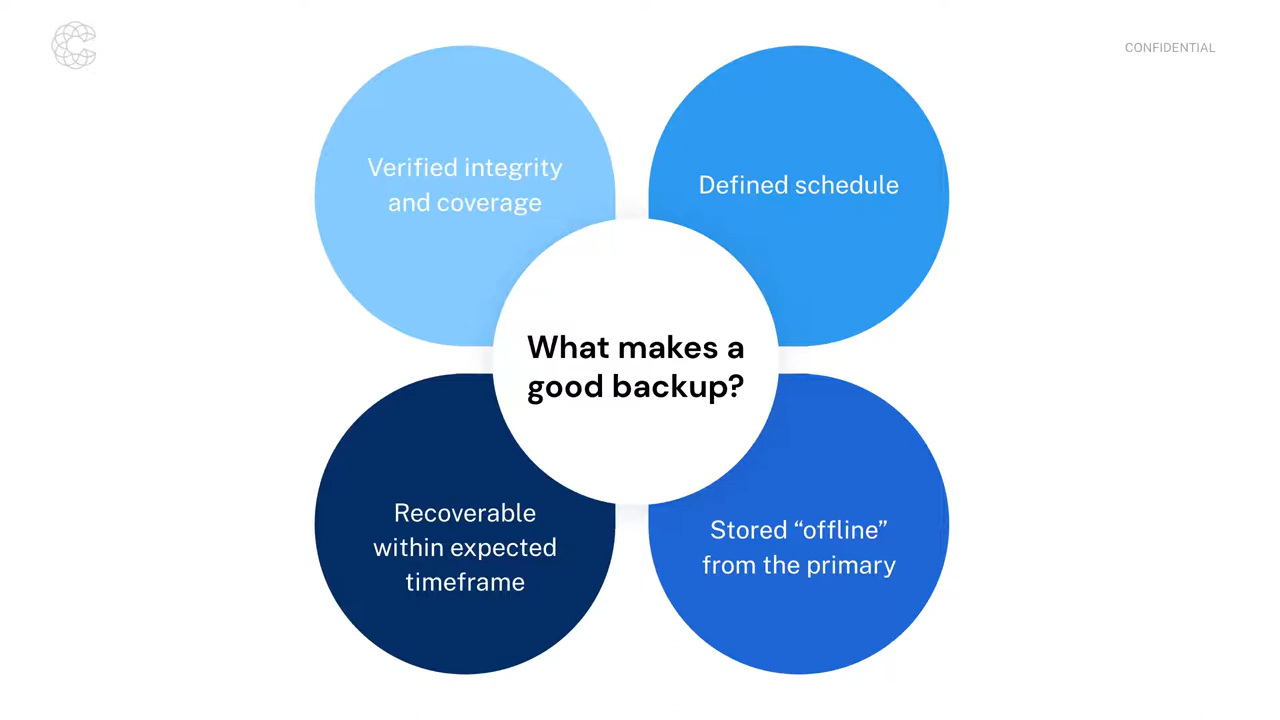 CONFIDENTIAL
Verified integrity
and coverage
Defined schedule
What makes a
good backup?
Recoverable
within expected
timeframe
Stored “offline”
from the primary